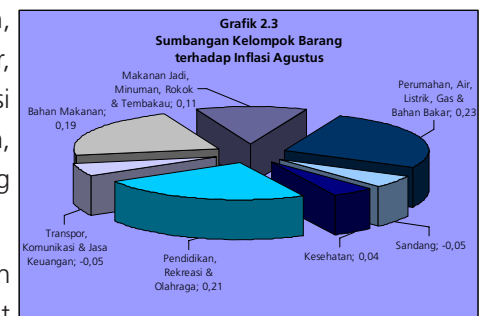 Grafik 2.3
Sumbangan Kelompok Barang
terhadap Inflasi Agustus
Makanan Jadi,
Minuman, Rokok
& Tembakau; 0,11
Perumahan, Air,
Listrik, Gas &
Bahan Bakar; 0,23
Bahan Makanan;
0,19
Transpor,
Komunikasi & Jasa
Keuangan; -0,05
Pendidikan,
Rekreasi &
Olahraga; 0,21
Kesehatan; 0,04
Sandang; -0,05